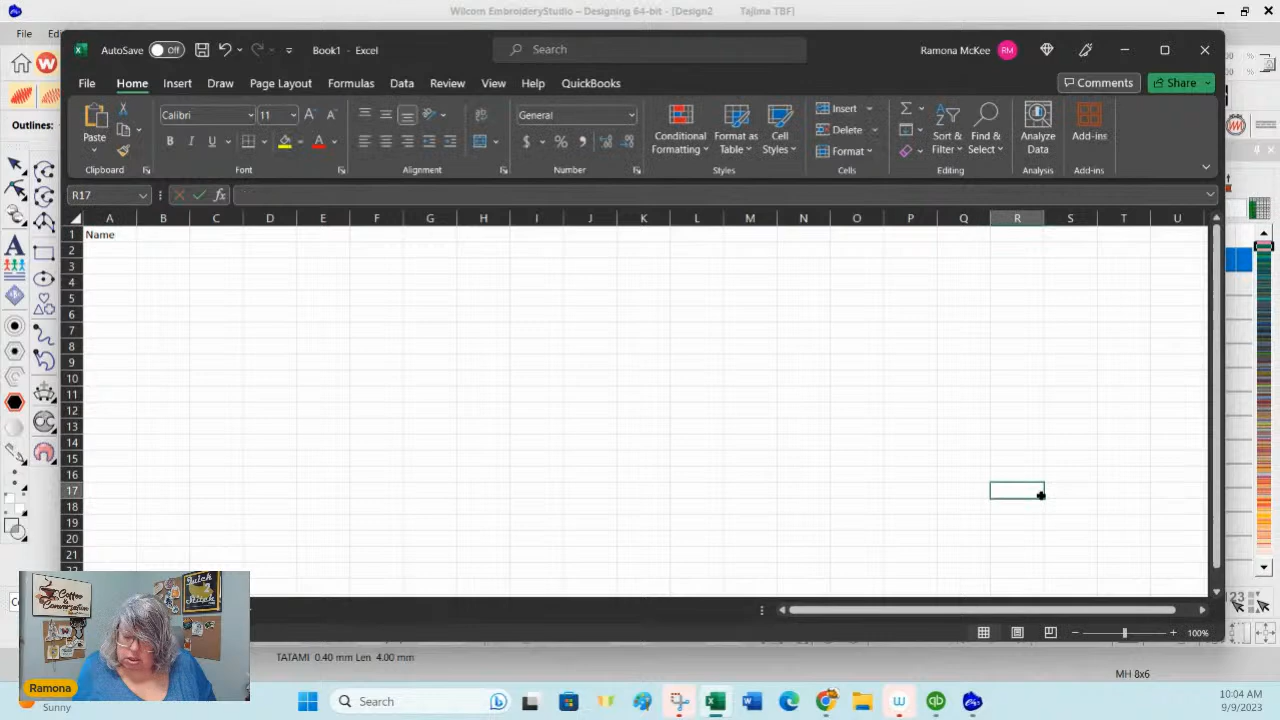 Wilcom EmbroideryStudio – Designing 64-bit - [Design2 Tajima TBF]
File Ed
AutoSave Off Book1 - Excel Search Ramona McKee RM
File Home Insert Draw Page Layout Formulas Data Review View Help QuickBooks Comments Share
Paste Calibri 11 General Conditional Formatting Format as Table Cell Styles Insert Delete Format Sort & Filter Find & Select Analyze Data Add-ins
Clipboard Font Alignment Number Styles Cells Editing Analysis Add-ins
Outlines:
R17 fx
A B C D E F G H I J K L M N O P Q R S T U
1 Name
2
3
4
5
6
7
8
9
10
11
12
13
14
15
16
17
18
19
20
21
Coffee & Conversation
Stitch
Ramona
100%
TATAMI 0.40 mm Len 4.00 mm
MH 8x6
Sunny
Search
10:04 AM
9/9/2023